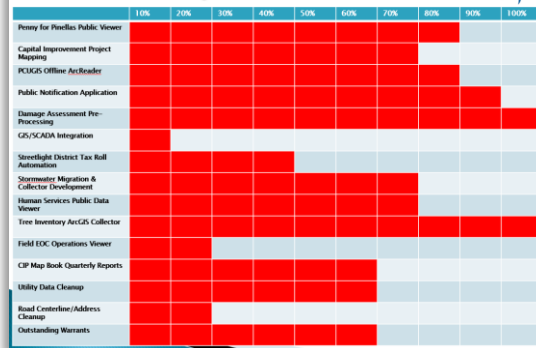 10% 20% 30% 40% 50% 60% 70% 80% 90% 100%
Penny for Pinellas Public Viewer
Capital Improvement Project
Mapping
PCUGIS Offline ArcReader
Public Notification Application
Damage Assessment Pre-
Processing
GIS/SCADA Integration
Streetlight District Tax Roll
Automation
Stormwater Migration &
Collector Development
Human Services Public Data
Viewer
Tree Inventory ArcGIS Collector
Field EOC Operations Viewer
CIP Map Book Quarterly Reports
Utility Data Cleanup
Road Centerline/Address
Cleanup
Outstanding Warrants